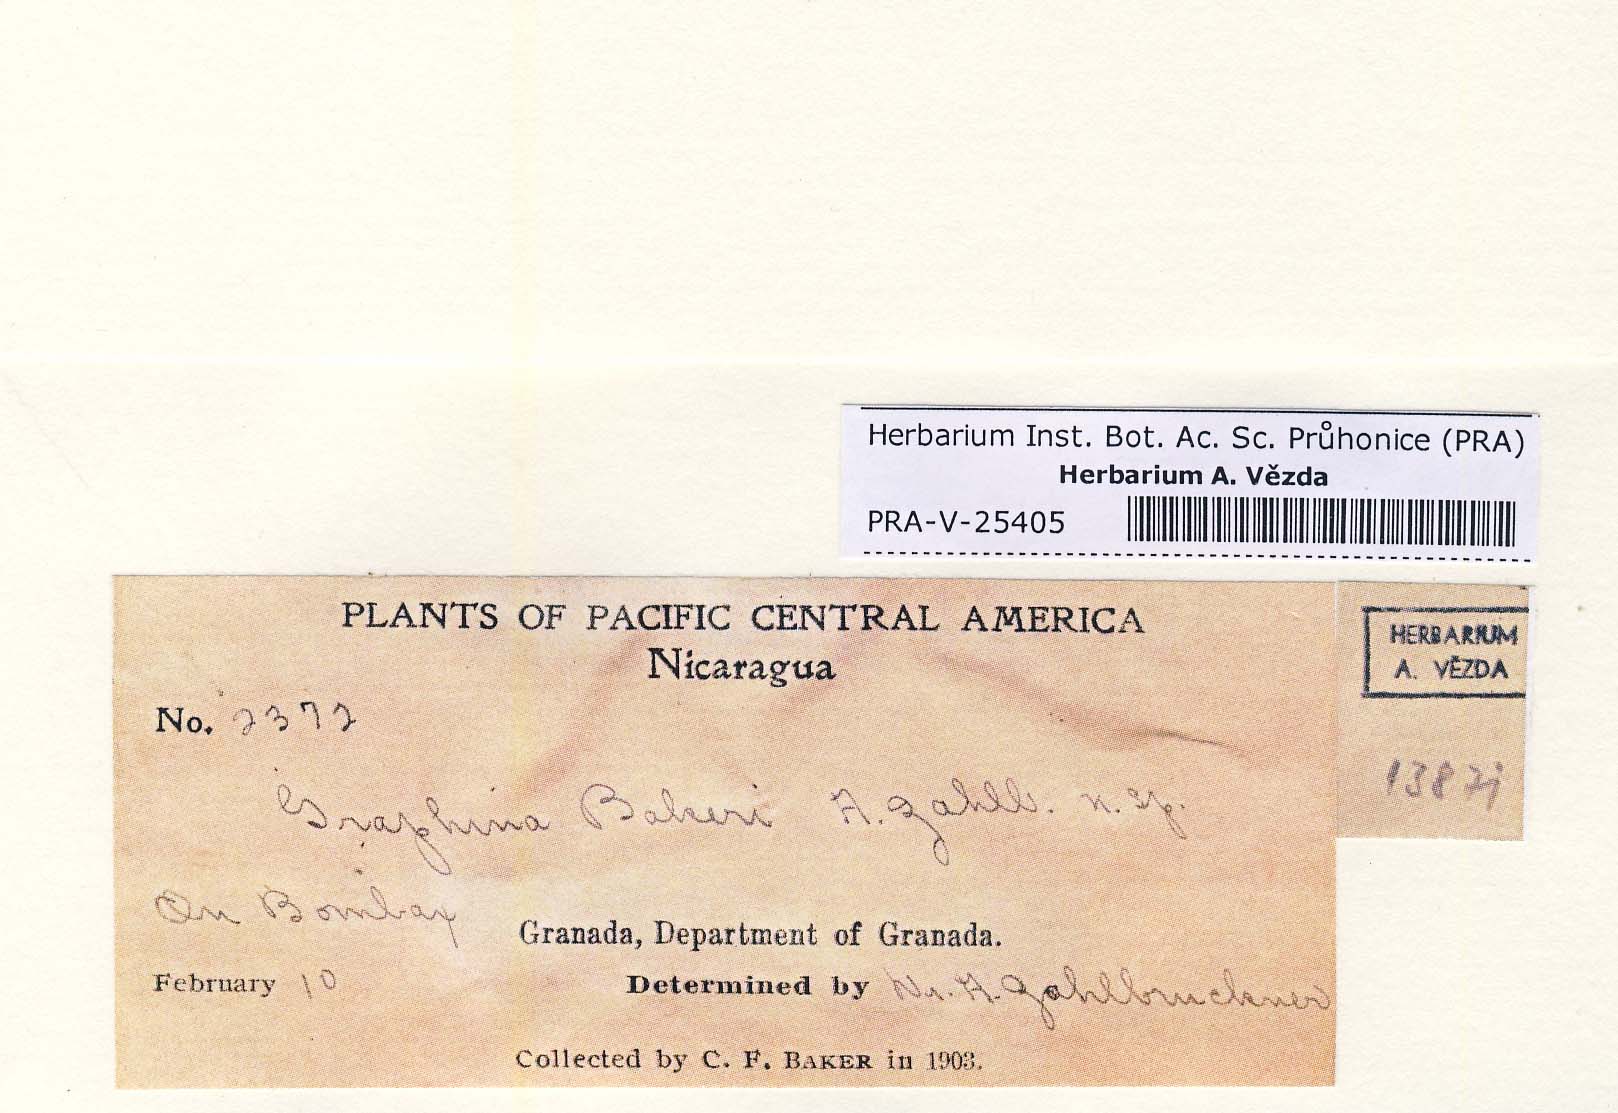 Herbarium Inst. Bot. Ac. Sc. Průhonice (PRA)
Herbarium A. Vězda
PRA-V-25405
PLANTS OF PACIFIC CENTRAL AMERICA
Nicaragua
No. 2372
Graphina Bakeri A. Zahlb. n. sp.
On Bombax
Granada, Department of Granada.
February 10
Determined by Dr. A. Zahlbruckner
Collected by C. F. BAKER in 1903.
HERBARIUM
A. VĚZDA